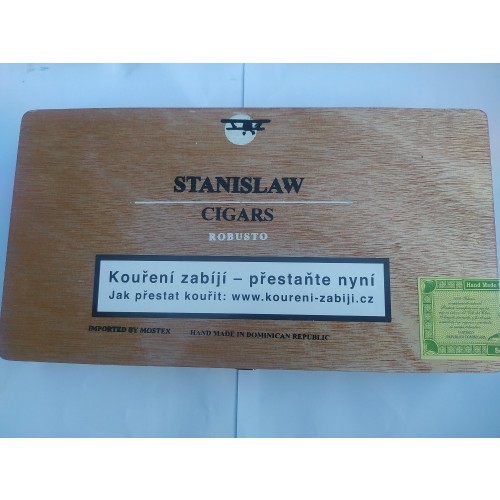 STANISLAW
CIGARS
ROBUSTO
Kouření zabíjí – přestaňte nyní
Jak přestat kouřit: www.koureni-zabiji.cz
IMPORTED BY MOSTEX HAND MADE IN DOMINICAN REPUBLIC
Hand Made